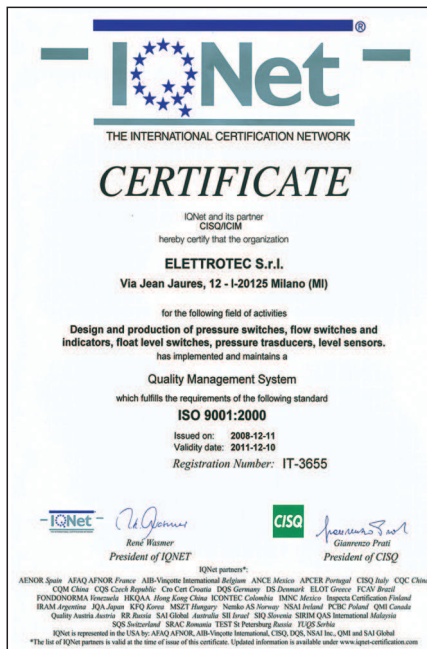 ®
IQNet
THE INTERNATIONAL CERTIFICATION NETWORK
CERTIFICATE
IQNet and its partner
CISQ/ICIM
hereby certify that the organization
ELETTROTEC S.r.l.
Via Jean Jaures, 12 - I-20125 Milano (MI)
for the following field of activities
Design and production of pressure switches, flow switches and
indicators, float level switches, pressure trasducers, level sensors.
has implemented and maintains a
Quality Management System
which fulfills the requirements of the following standard
ISO 9001:2000
Issued on: 2008-12-11
Validity date: 2011-12-10
Registration Number: IT-3655
IQNet
CISQ
René Wasmer
President of IQNET
Gianrenzo Prati
President of CISQ
IQNet partners*:
AENOR Spain AFAQ AFNOR France AIB-Vinçotte International Belgium ANCE Mexico APCER Portugal CISQ Italy CQC China
CQM China CQS Czech Republic Cro Cert Croatia DQS Germany DS Denmark ELOT Greece FCAV Brazil
FONDONORMA Venezuela HKQAA Hong Kong China ICONTEC Colombia IMNC Mexico Inspecta Certification Finland
IRAM Argentina JQA Japan KFQ Korea MSZT Hungary Nemko AS Norway NSAI Ireland PCBC Poland QMI Canada
Quality Austria Austria RR Russia SAI Global Australia SII Israel SIQ Slovenia SIRIM QAS International Malaysia
SQS Switzerland SRAC Romania TEST St Petersburg Russia YUQS Serbia
IQNet is represented in the USA by: AFAQ AFNOR, AIB-Vinçotte International, CISQ, DQS, NSAI Inc., QMI and SAI Global
*The list of IQNet partners is valid at the time of issue of this certificate. Updated information is available under www.iqnet-certification.com